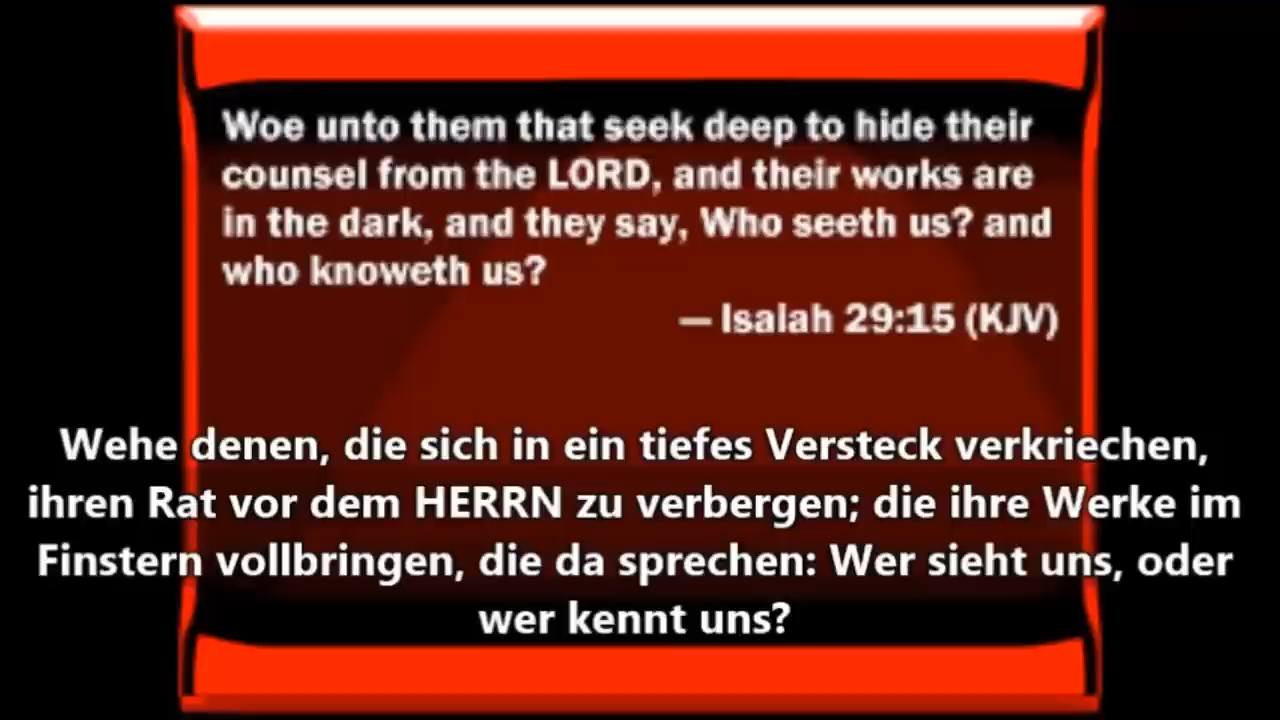 Woe unto them that seek deep to hide their
counsel from the LORD, and their works are
in the dark, and they say, Who seeth us? and
who knoweth us?
— Isaiah 29:15 (KJV)
Wehe denen, die sich in ein tiefes Versteck verkriechen,
ihren Rat vor dem HERRN zu verbergen; die ihre Werke im
Finstern vollbringen, die da sprechen: Wer sieht uns, oder
wer kennt uns?